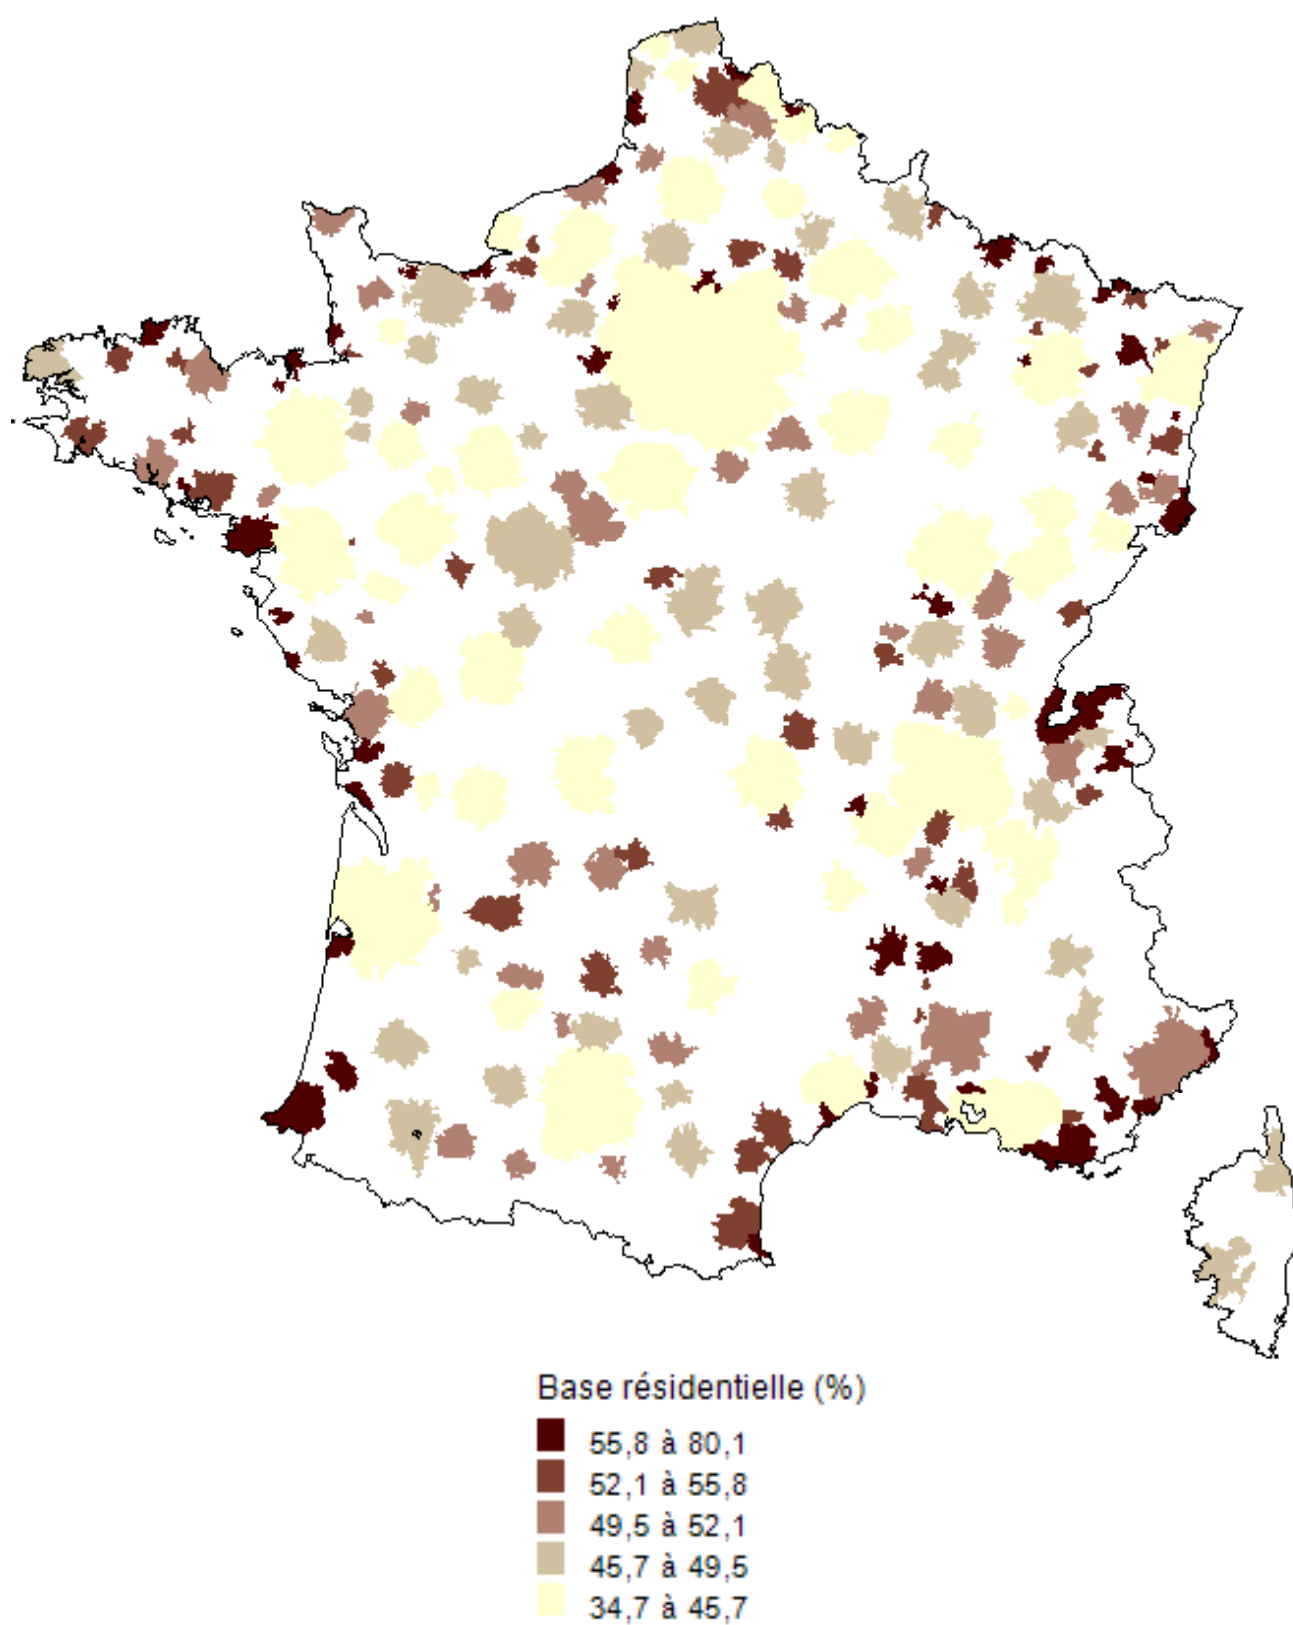 Base résidentielle (%)
55,8 à 80,1
52,1 à 55,8
49,5 à 52,1
45,7 à 49,5
34,7 à 45,7